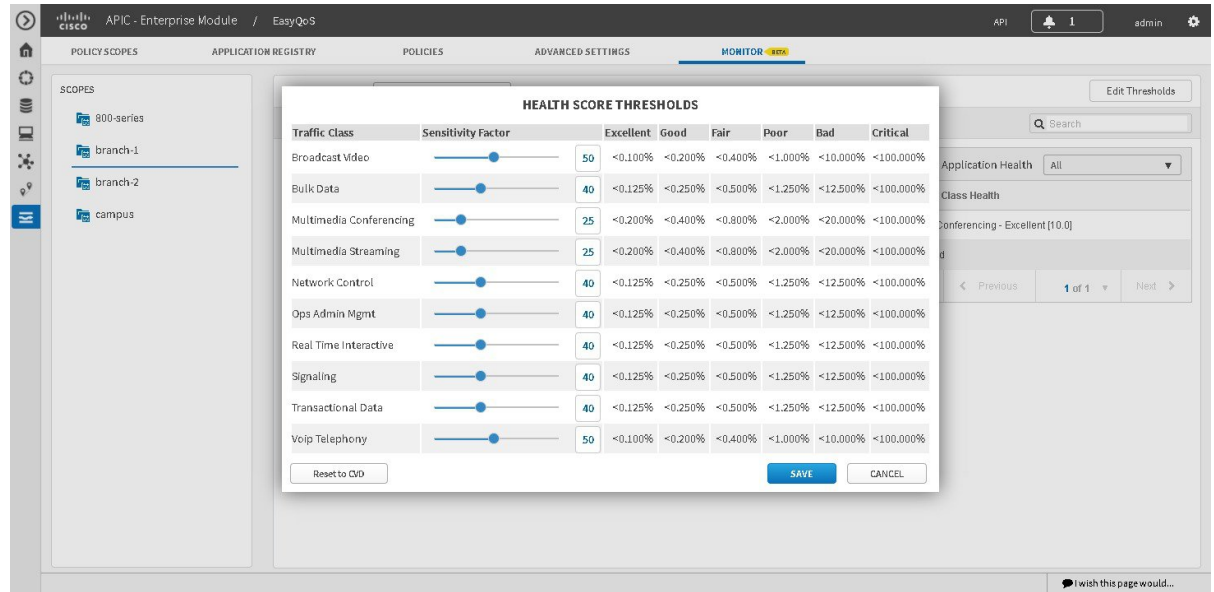 cisco APIC - Enterprise Module / EasyQoS API 1 admin
POLICY SCOPES APPLICATION REGISTRY POLICIES ADVANCED SETTINGS MONITOR BETA
SCOPES
800-series
branch-1
branch-2
campus
Edit Thresholds
Search
Application Health All
Class Health
Conferencing - Excellent [10.0]
d
Previous 1 of 1 Next
HEALTH SCORE THRESHOLDS
Traffic Class Sensitivity Factor Excellent Good Fair Poor Bad Critical
Broadcast Video 50 <0.100% <0.200% <0.400% <1.000% <10.000% <100.000%
Bulk Data 40 <0.125% <0.250% <0.500% <1.250% <12.500% <100.000%
Multimedia Conferencing 25 <0.200% <0.400% <0.800% <2.000% <20.000% <100.000%
Multimedia Streaming 25 <0.200% <0.400% <0.800% <2.000% <20.000% <100.000%
Network Control 40 <0.125% <0.250% <0.500% <1.250% <12.500% <100.000%
Ops Admin Mgmt 40 <0.125% <0.250% <0.500% <1.250% <12.500% <100.000%
Real Time Interactive 40 <0.125% <0.250% <0.500% <1.250% <12.500% <100.000%
Signaling 40 <0.125% <0.250% <0.500% <1.250% <12.500% <100.000%
Transactional Data 40 <0.125% <0.250% <0.500% <1.250% <12.500% <100.000%
Voip Telephony 50 <0.100% <0.200% <0.400% <1.000% <10.000% <100.000%
Reset to CVD SAVE CANCEL
I wish this page would...